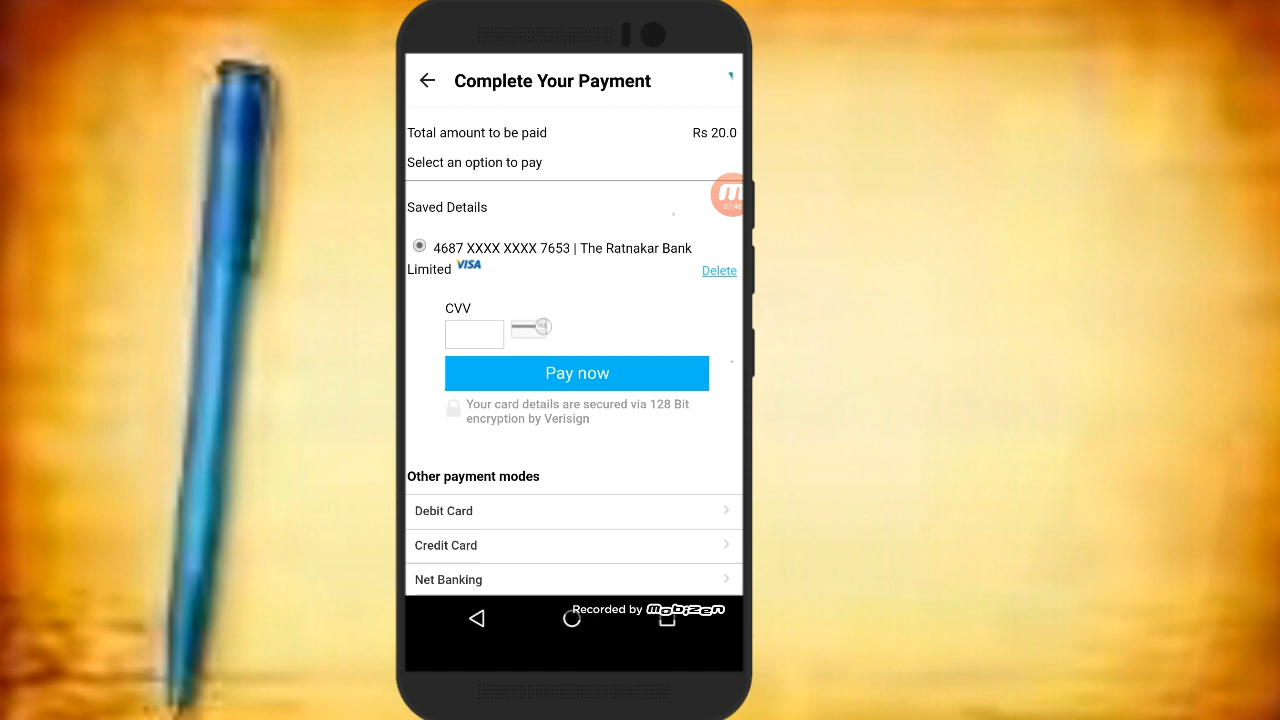 Complete Your Payment
Total amount to be paid Rs 20.0
Select an option to pay
07:48
Saved Details
4687 XXXX XXXX 7653 | The Ratnakar Bank
Limited VISA
Delete
CVV
Pay now
Your card details are secured via 128 Bit
encryption by Verisign
Other payment modes
Debit Card
Credit Card
Net Banking
Recorded by mobizen